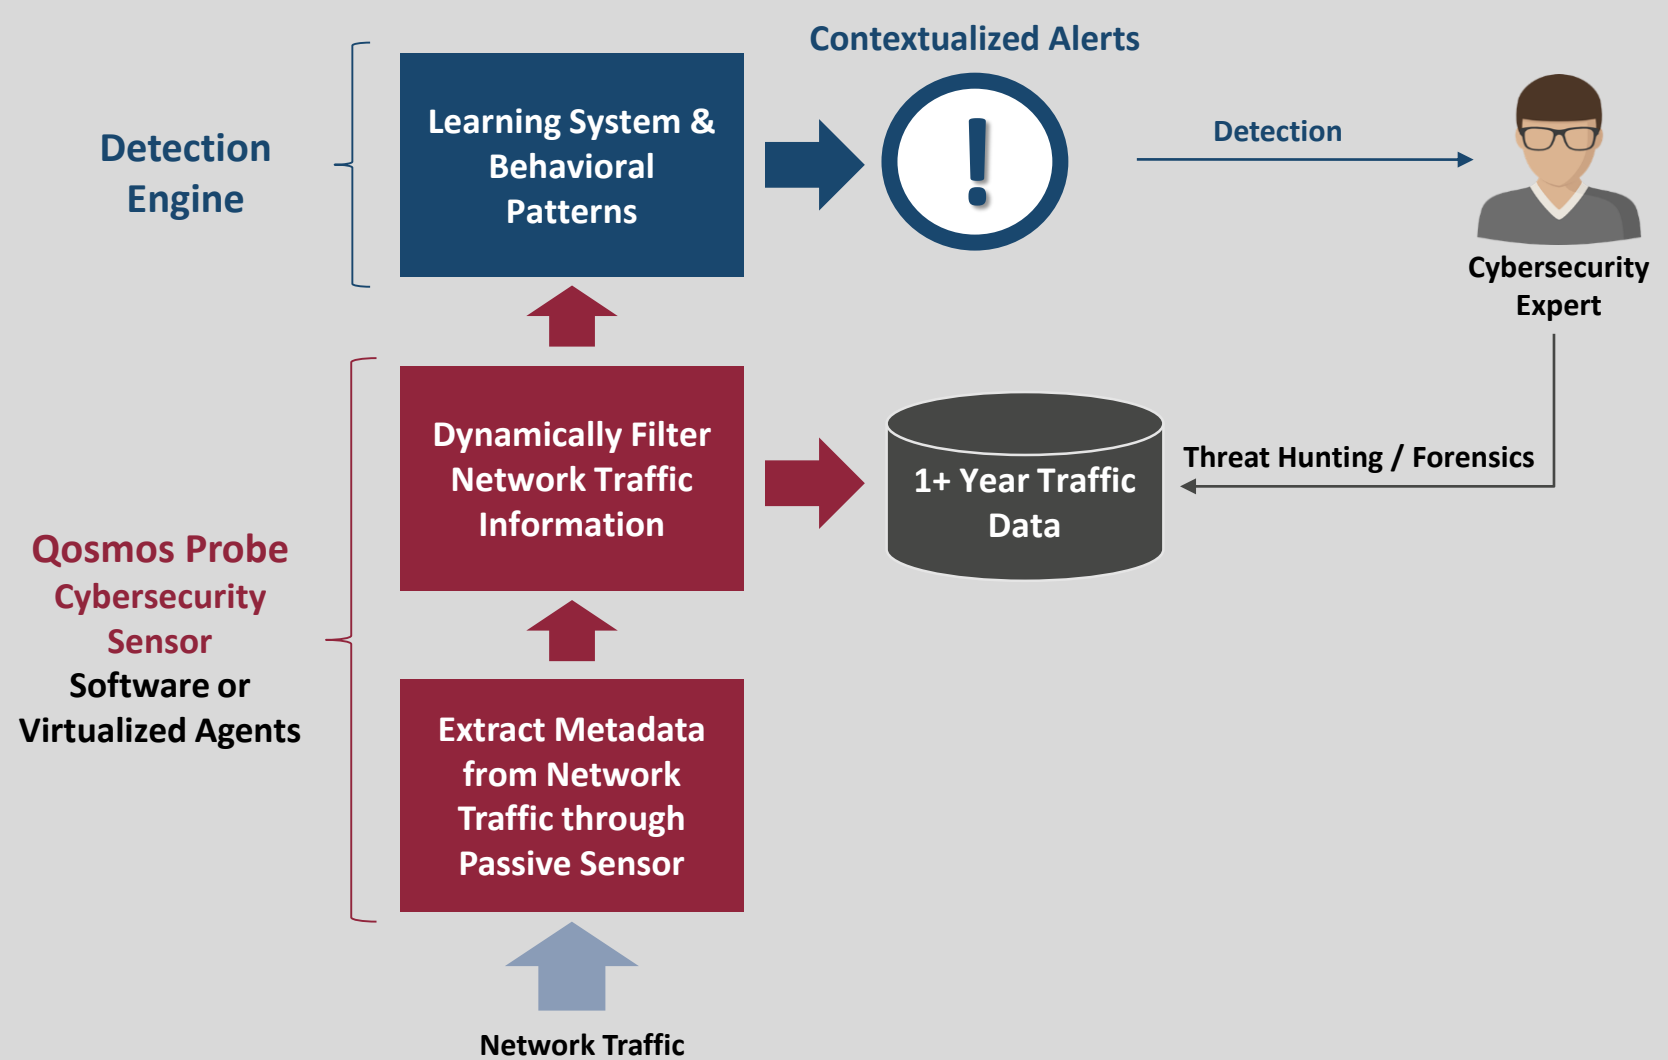 Contextualized Alerts
Detection
Engine
Learning System &
Behavioral
Patterns
!
Detection
Cybersecurity
Expert
Qosmos Probe
Cybersecurity
Sensor
Software or
Virtualized Agents
Dynamically Filter
Network Traffic
Information
1+ Year Traffic
Data
Threat Hunting / Forensics
Extract Metadata
from Network
Traffic through
Passive Sensor
Network Traffic